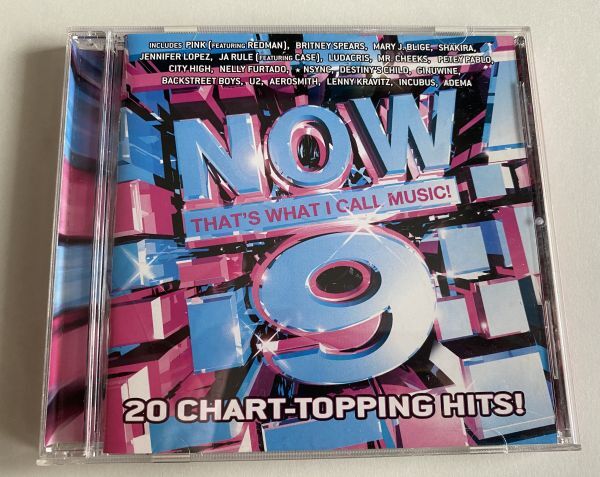 INCLUDES PINK [FEATURING REDMAN], BRITNEY SPEARS, MARY J. BLIGE, SHAKIRA,
JENNIFER LOPEZ, JA RULE [FEATURING CASE], LUDACRIS, MR. CHEEKS, PETEY PABLO,
CITY HIGH, NELLY FURTADO, ★NSYNC, DESTINY'S CHILD, GINUWINE,
BACKSTREET BOYS, U2, AEROSMITH, LENNY KRAVITZ, INCUBUS, ADEMA
NOW!
THAT'S WHAT I CALL MUSIC!
9
20 CHART-TOPPING HITS!